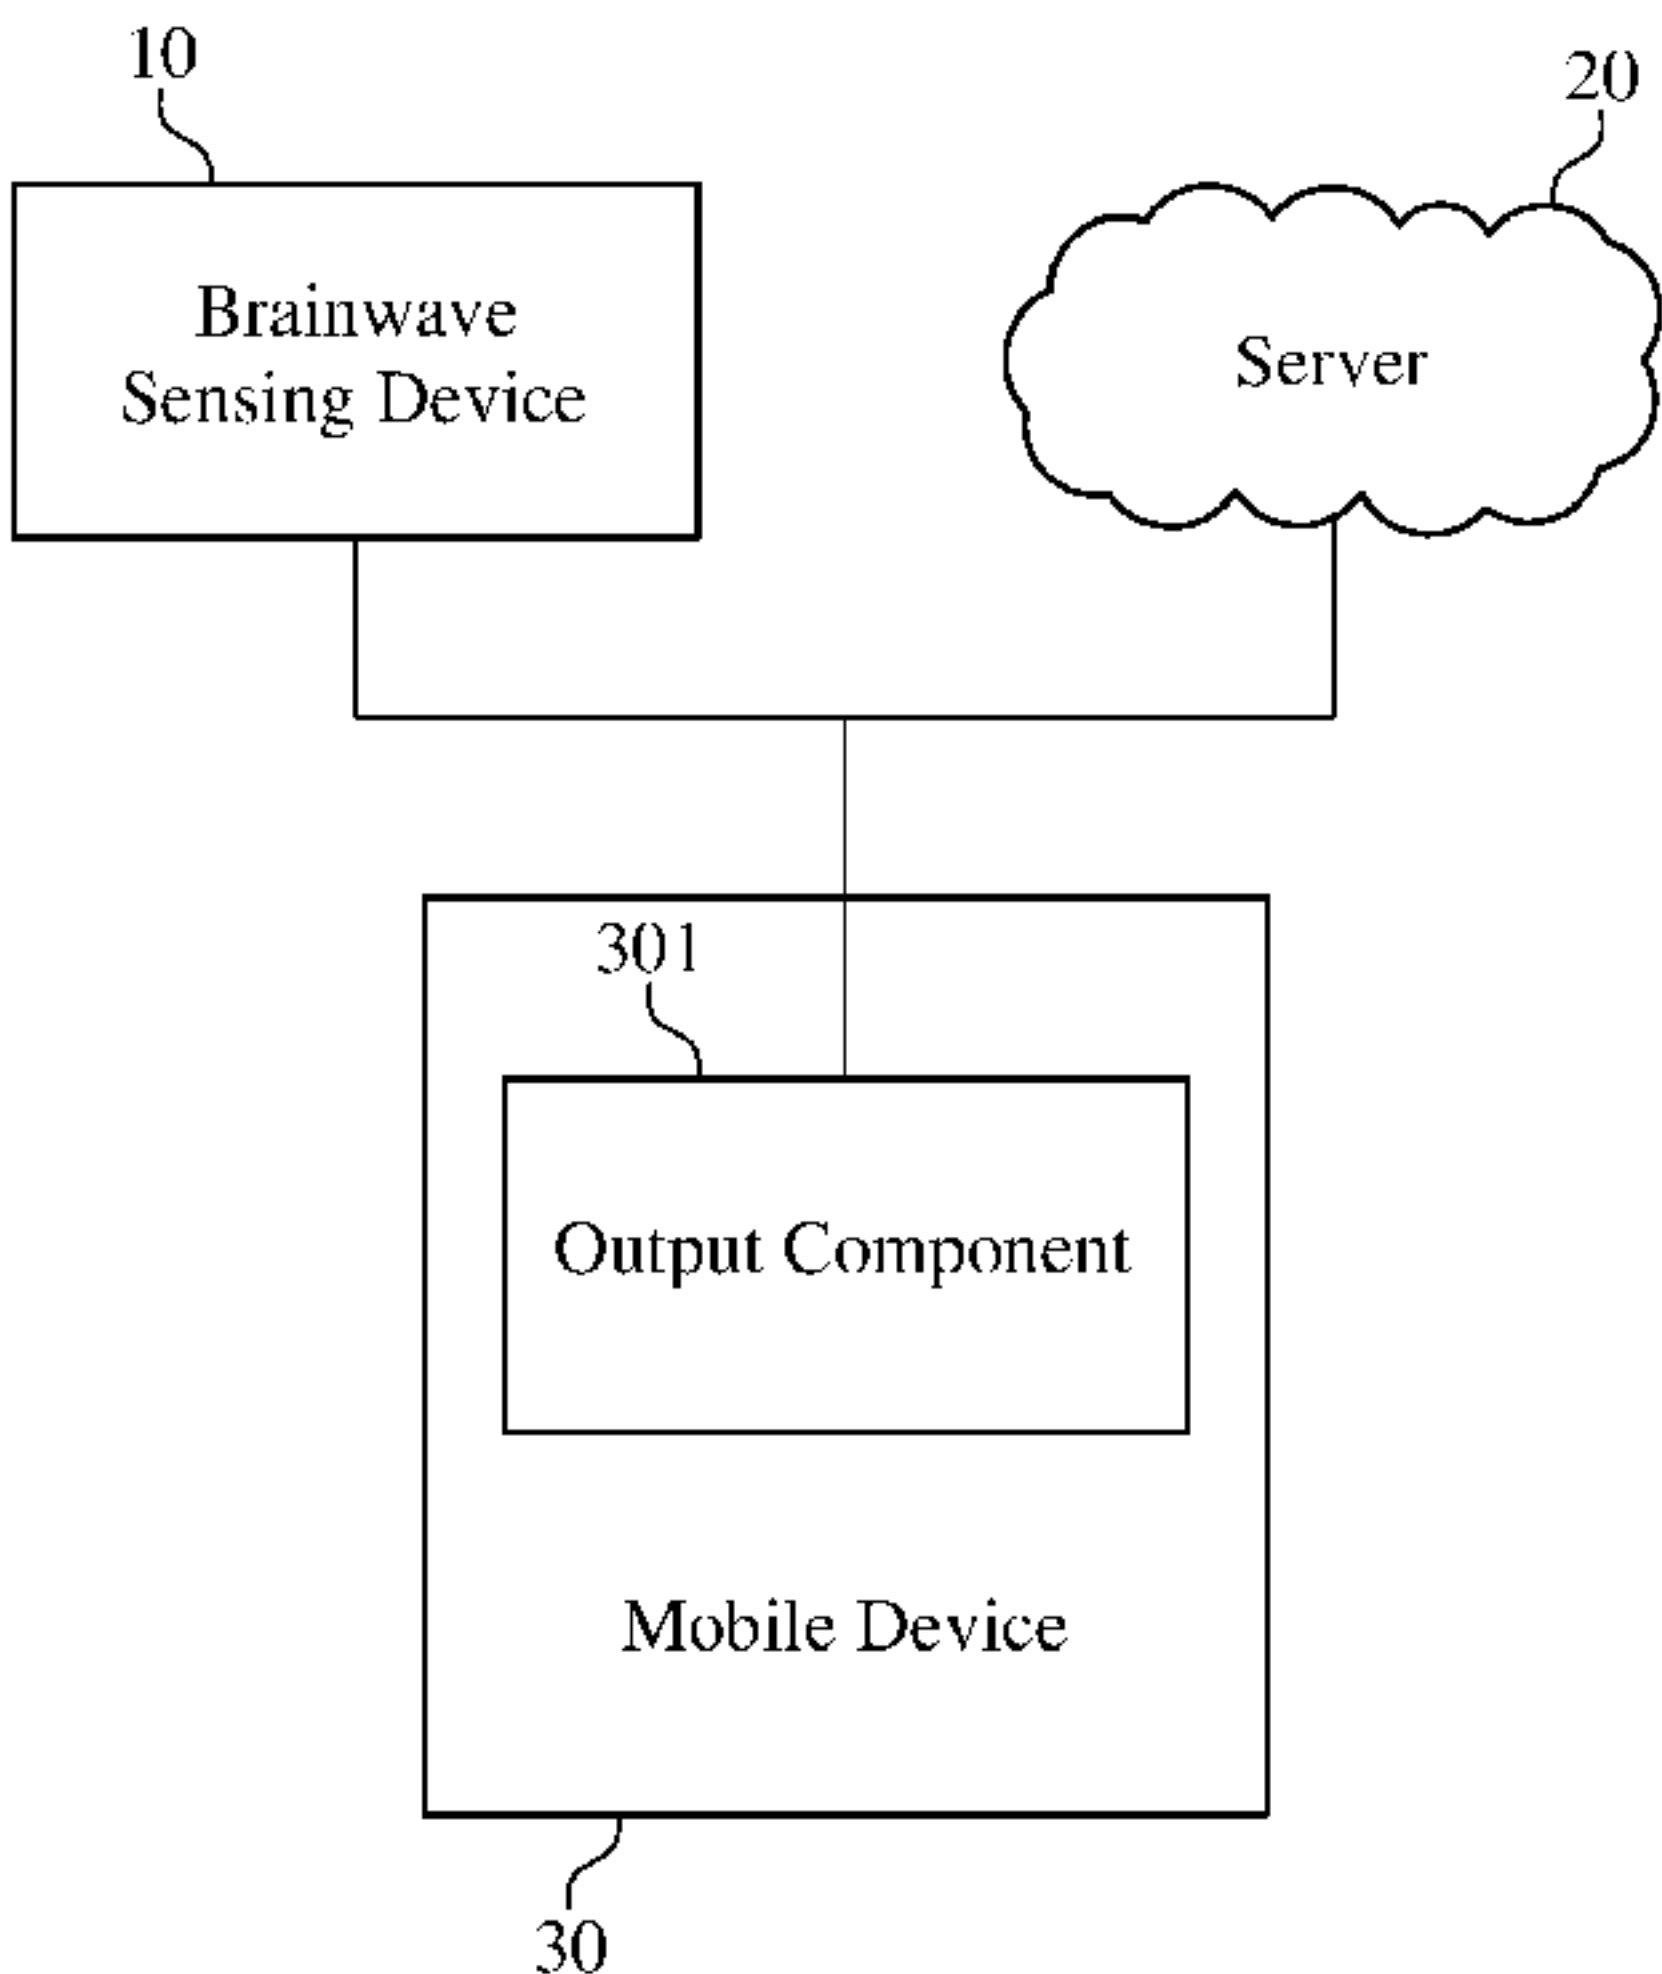 10
20
Brainwave
Sensing Device
Server
301
Output Component
Mobile Device
30